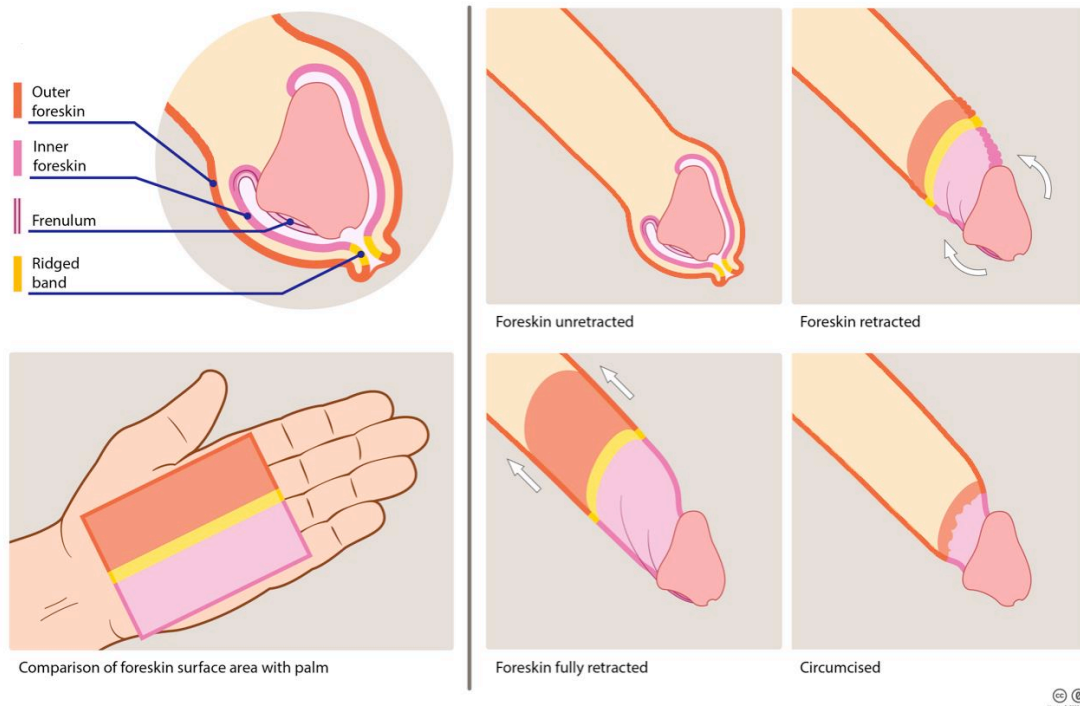 Outer
foreskin
Inner
foreskin
Frenulum
Ridged
band
Comparison of foreskin surface area with palm
Foreskin unretracted
Foreskin retracted
Foreskin fully retracted
Circumcised
cc